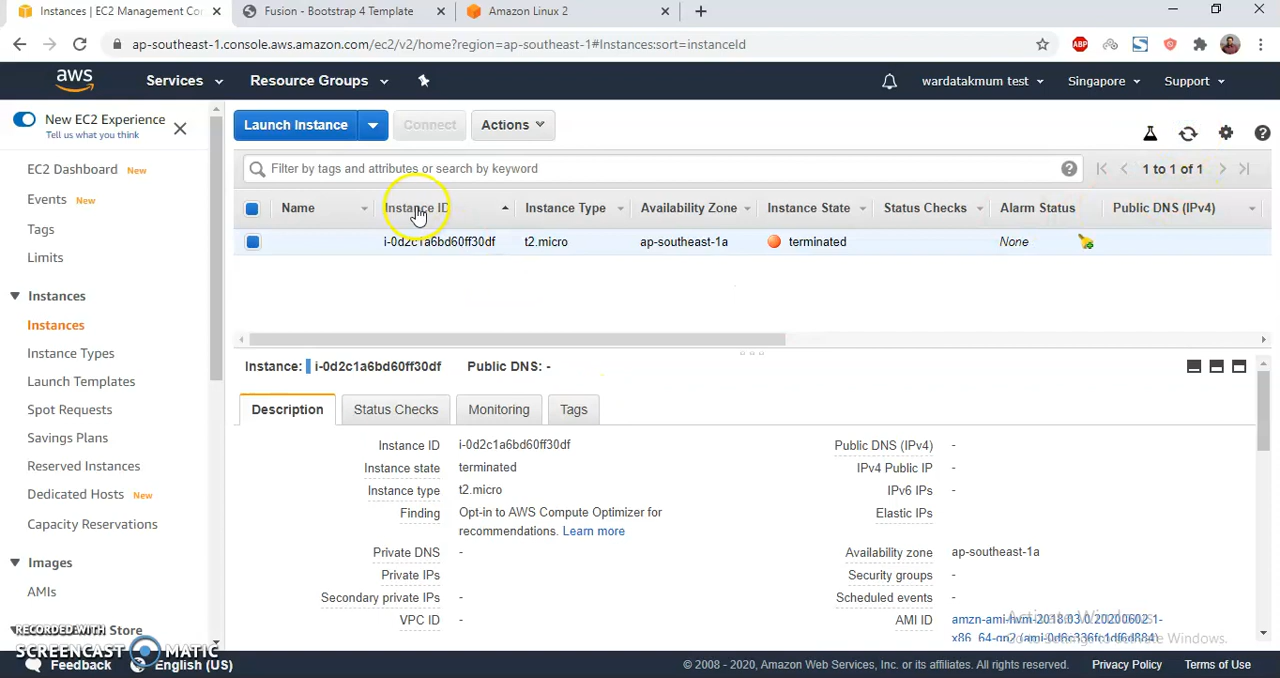 Instances | EC2 Management Co
Fusion - Bootstrap 4 Template
Amazon Linux 2
ap-southeast-1.console.aws.amazon.com/ec2/v2/home?region=ap-southeast-1#Instances:sort=instanceId
ABP
aws
Services
Resource Groups
wardatakmum test
Singapore
Support
New EC2 Experience
Tell us what you think
Launch Instance
Connect
Actions
Filter by tags and attributes or search by keyword
1 to 1 of 1
EC2 Dashboard New
Events New
Tags
Limits
Instances
Instances
Instance Types
Launch Templates
Spot Requests
Savings Plans
Reserved Instances
Dedicated Hosts New
Capacity Reservations
Images
AMIs
Store
Name
Instance ID
Instance Type
Availability Zone
Instance State
Status Checks
Alarm Status
Public DNS (IPv4)
i-0d2c1a6bd60ff30df
t2.micro
ap-southeast-1a
terminated
None
Instance: i-0d2c1a6bd60ff30df Public DNS: -
Description
Status Checks
Monitoring
Tags
Instance ID i-0d2c1a6bd60ff30df
Instance state terminated
Instance type t2.micro
Finding Opt-in to AWS Compute Optimizer for
recommendations. Learn more
Private DNS -
Private IPs
Secondary private IPs -
VPC ID -
Public DNS (IPv4) -
IPv4 Public IP -
IPv6 IPs -
Elastic IPs
Availability zone ap-southeast-1a
Security groups -
Scheduled events -
AMI ID amzn-ami-hvm-2018.03.0.20200602.1-
Activate Windows
RECORDED WITH
SCREENCAST MATIC
Feedback
English (US)
© 2008 - 2020, Amazon Web Services, Inc. or its affiliates. All rights reserved.
Privacy Policy
Terms of Use